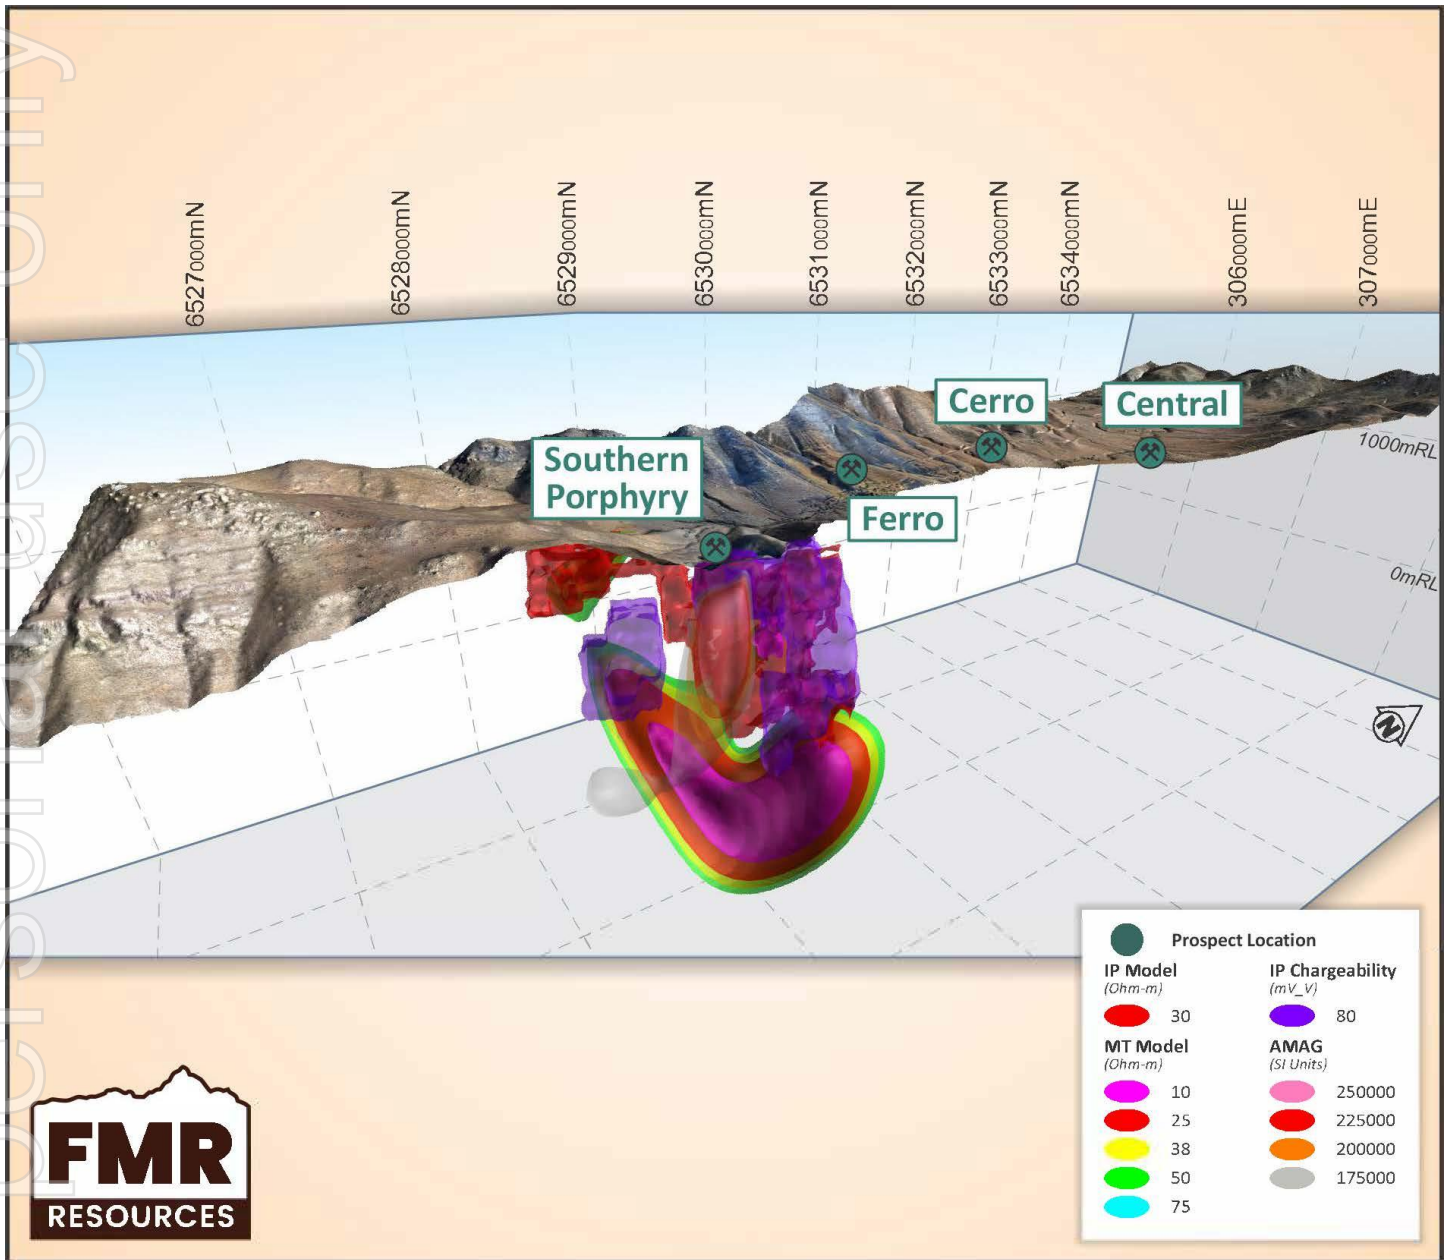 6527000mN
6528000mN
6529000mN
6530000mN
6531000mN
6532000mN
6533000mN
6534000mN
306000mE
307000mE
Cerro
Central
1000mRL
Southern
Porphyry
Ferro
0mRL
N
Prospect Location
IP Model
(Ohm-m)
30
IP Chargeability
(mV_V)
80
MT Model
(Ohm-m)
10
25
38
50
75
AMAG
(SI Units)
250000
225000
200000
175000
FMR
RESOURCES